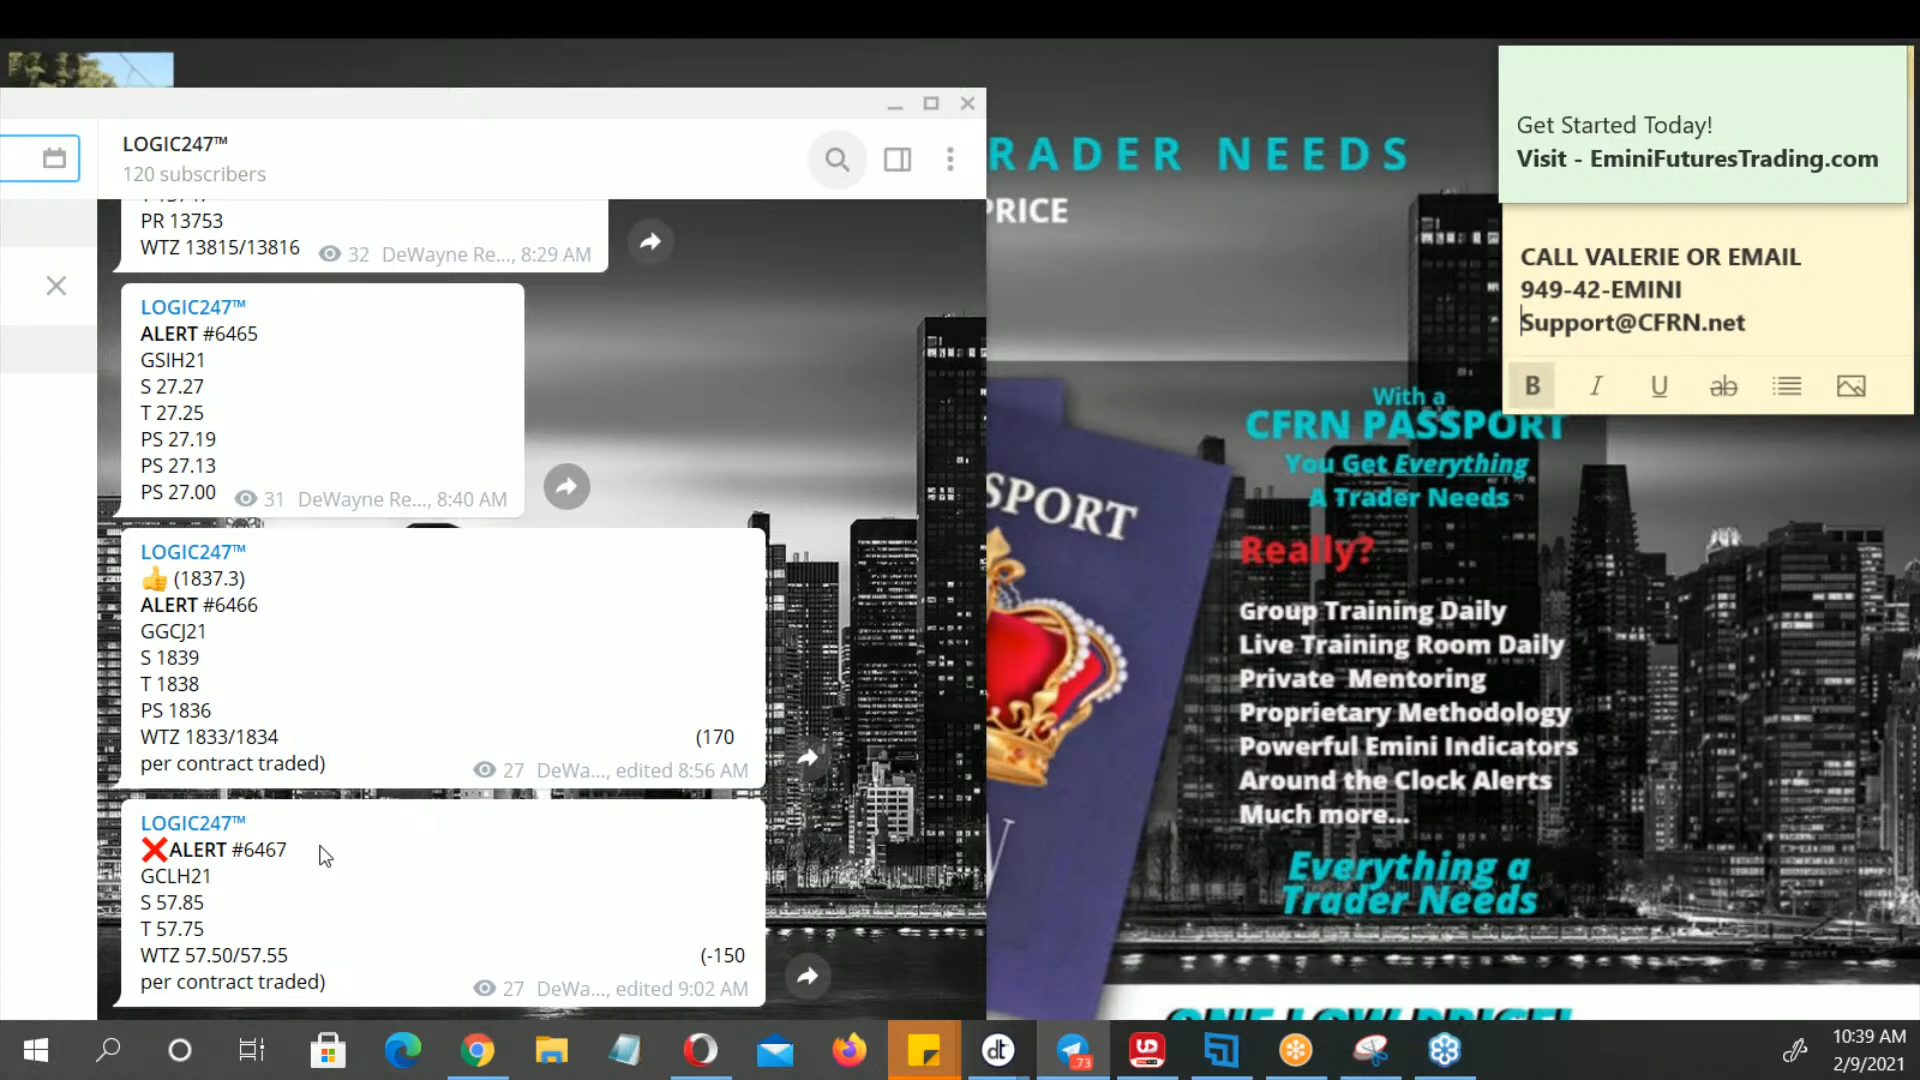 LOGIC247™
120 subscribers
PR 13753
WTZ 13815/13816
32 DeWayne Re..., 8:29 AM
LOGIC247™
ALERT #6465
GSIH21
S 27.27
T 27.25
PS 27.19
PS 27.13
PS 27.00
31 DeWayne Re..., 8:40 AM
LOGIC247™
👍 (1837.3)
ALERT #6466
GGCJ21
S 1839
T 1838
PS 1836
WTZ 1833/1834 (170
per contract traded)
27 DeWa..., edited 8:56 AM
LOGIC247™
❌ALERT #6467
GCLH21
S 57.85
T 57.75
WTZ 57.50/57.55 (-150
per contract traded)
27 DeWa..., edited 9:02 AM
RADER NEEDS
PRICE
SPORT
With a
CFRN PASSPORT
You Get Everything
A Trader Needs
Really?
Group Training Daily
Live Training Room Daily
Private Mentoring
Proprietary Methodology
Powerful Emini Indicators
Around the Clock Alerts
Much more...
Everything a
Trader Needs
ONE LOW PRICE!
Get Started Today!
Visit - EminiFuturesTrading.com
CALL VALERIE OR EMAIL
949-42-EMINI
Support@CFRN.net
B I U ab
dt
73
10:39 AM
2/9/2021